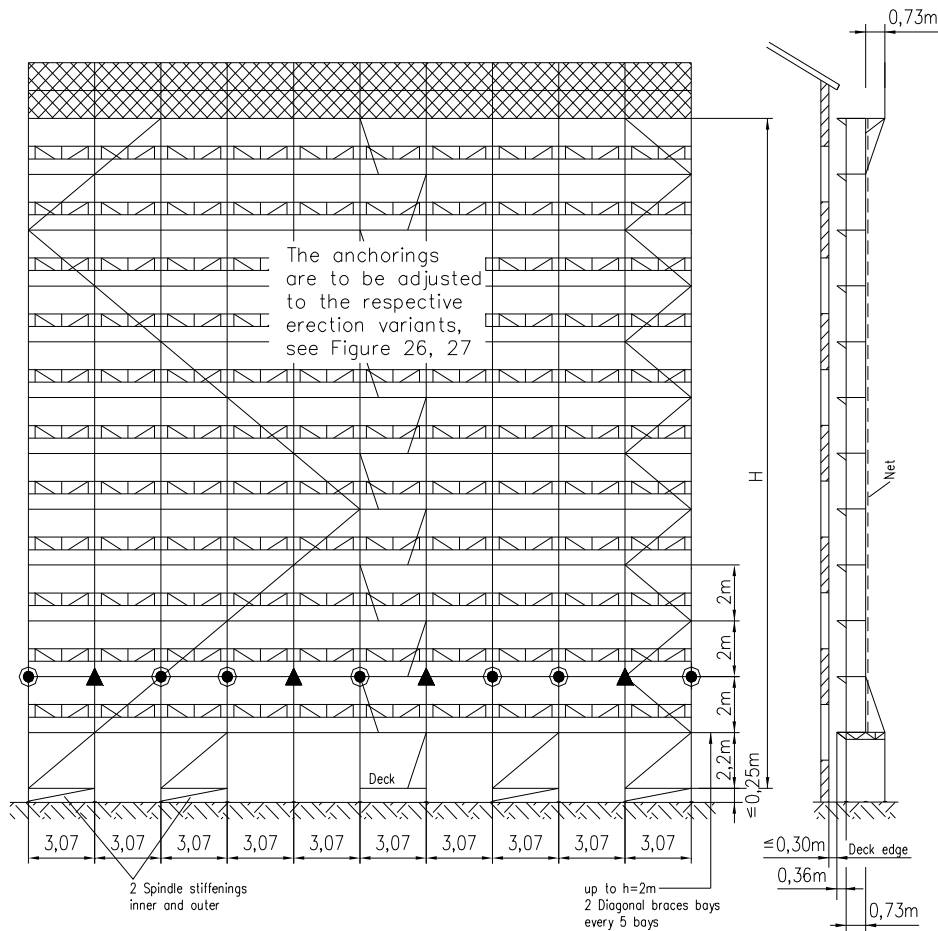 0,73m
The anchorings
are to be adjusted
to the respective
erection variants,
see Figure 26, 27
H
Net
2m
2m
2m
2,2m
≤0,25m
Deck
3,07 3,07 3,07 3,07 3,07 3,07 3,07 3,07 3,07 3,07
≦0,30m
Deck edge
0,36m
0,73m
2 Spindle stiffenings
inner and outer
up to h=2m
2 Diagonal braces bays
every 5 bays